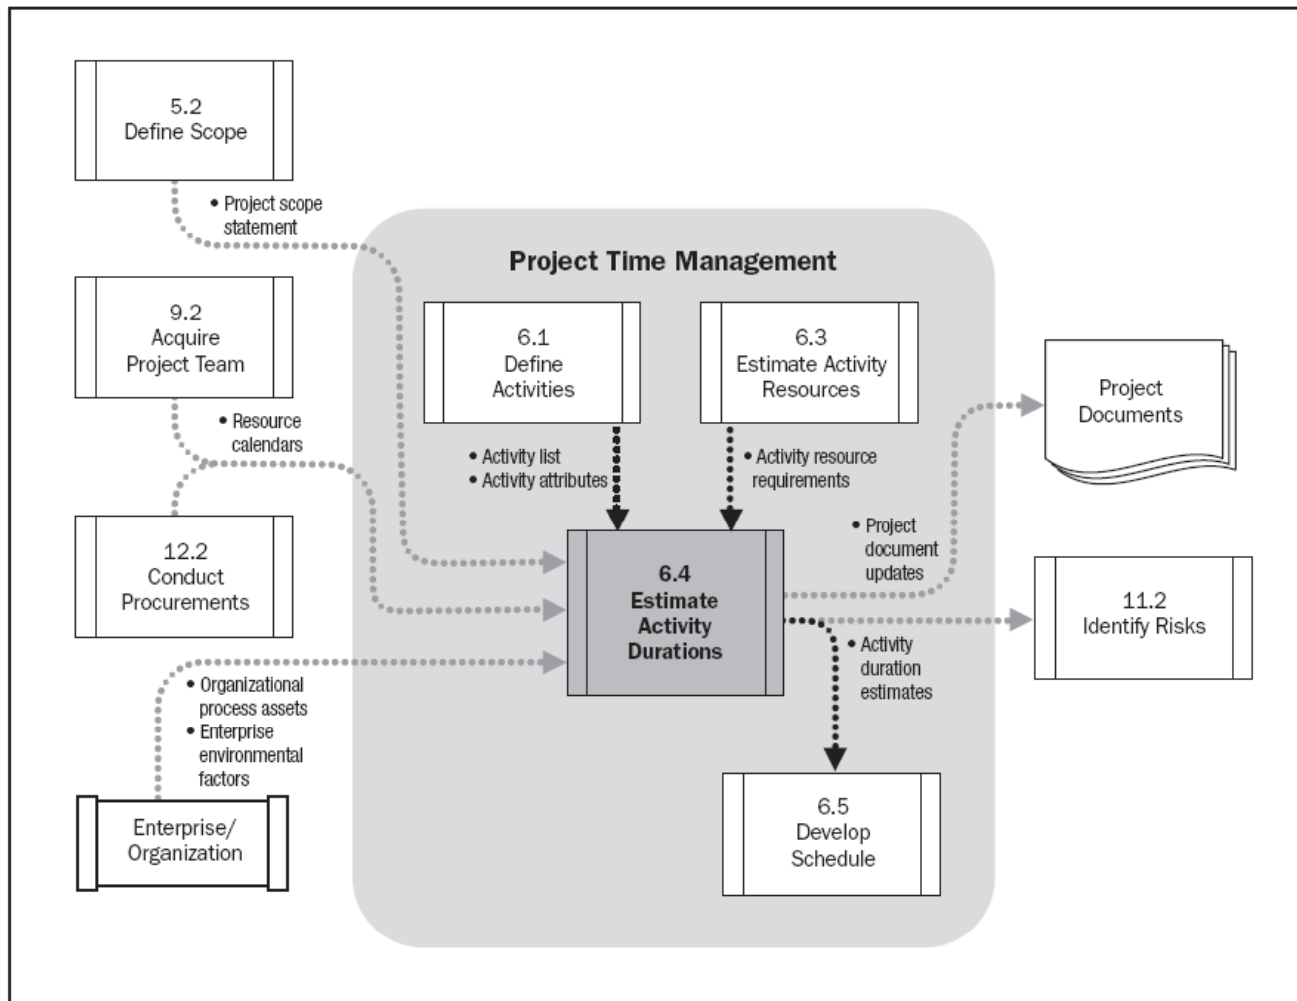 5.2
Define Scope
• Project scope
statement
Project Time Management
9.2
Acquire
Project Team
6.1
Define
Activities
6.3
Estimate Activity
Resources
Project
Documents
• Resource
calendars
• Activity list
• Activity attributes
• Activity resource
requirements
12.2
Conduct
Procurements
6.4
Estimate
Activity
Durations
• Project
document
updates
11.2
Identify Risks
• Activity
duration
estimates
• Organizational
process assets
• Enterprise
environmental
factors
Enterprise/
Organization
6.5
Develop
Schedule